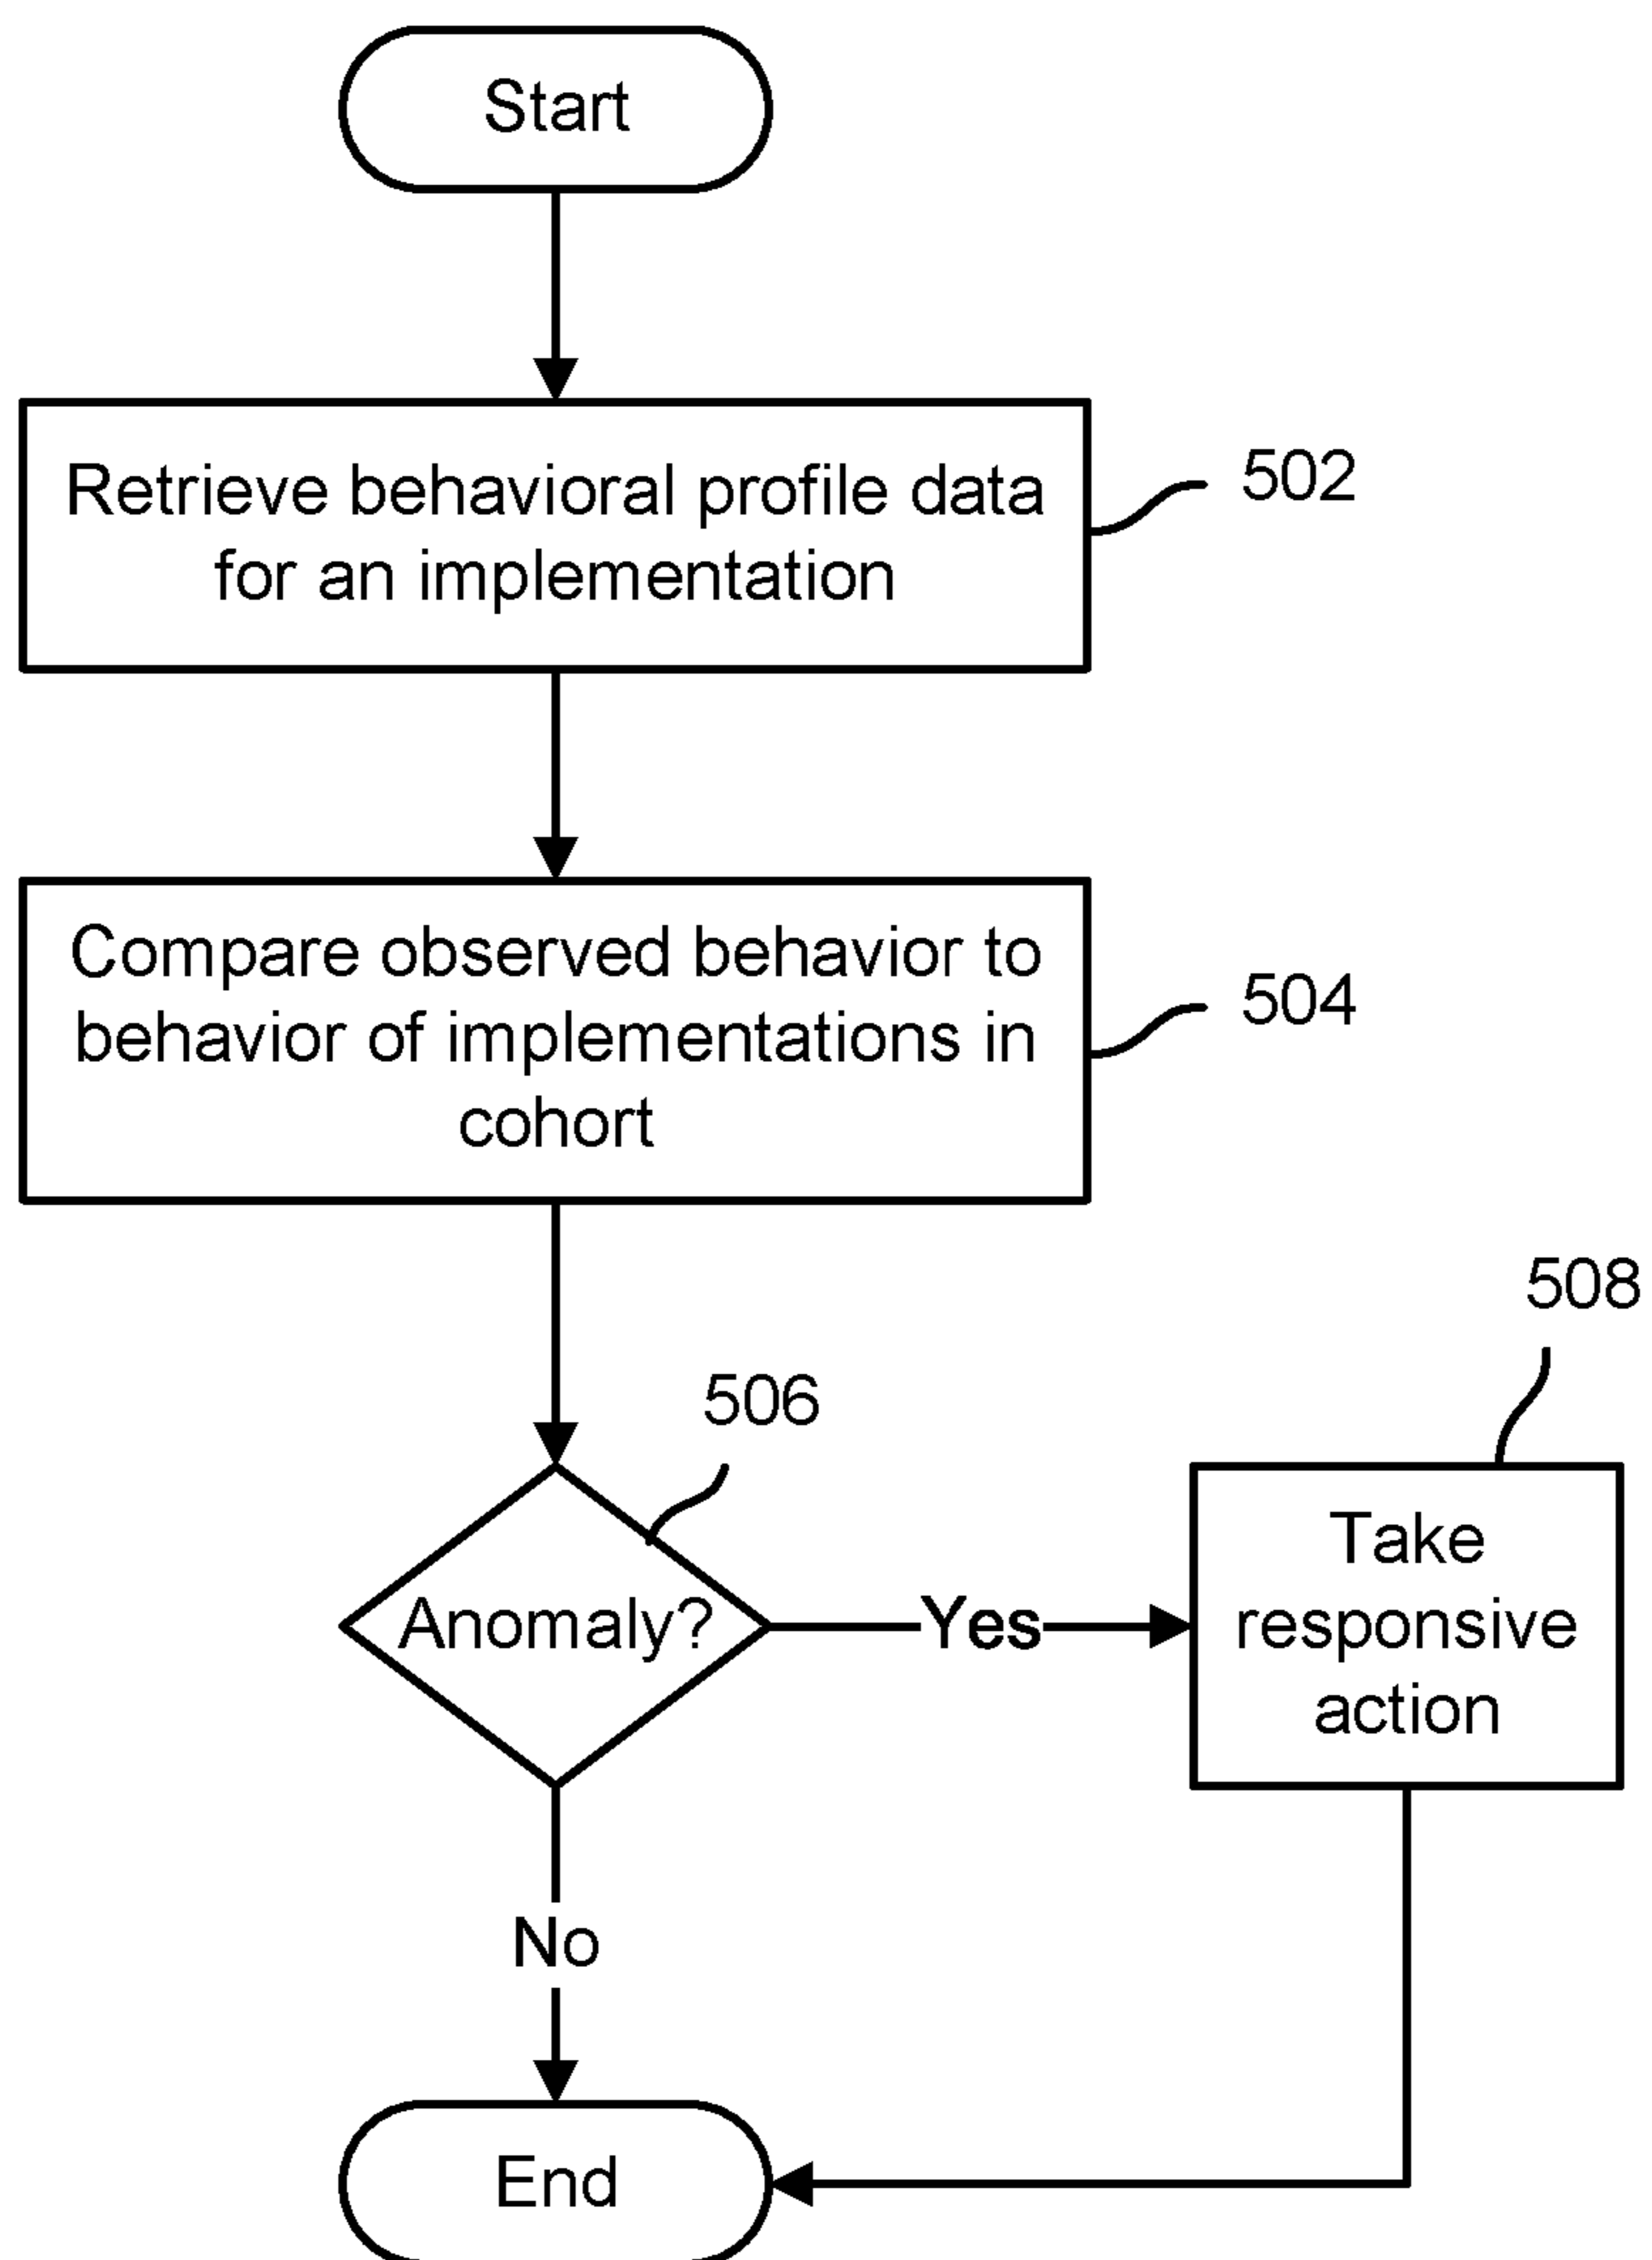 Start
Retrieve behavioral profile data
for an implementation
502
Compare observed behavior to
behavior of implementations in
cohort
504
506
Anomaly?
Yes
508
Take
responsive
action
No
End